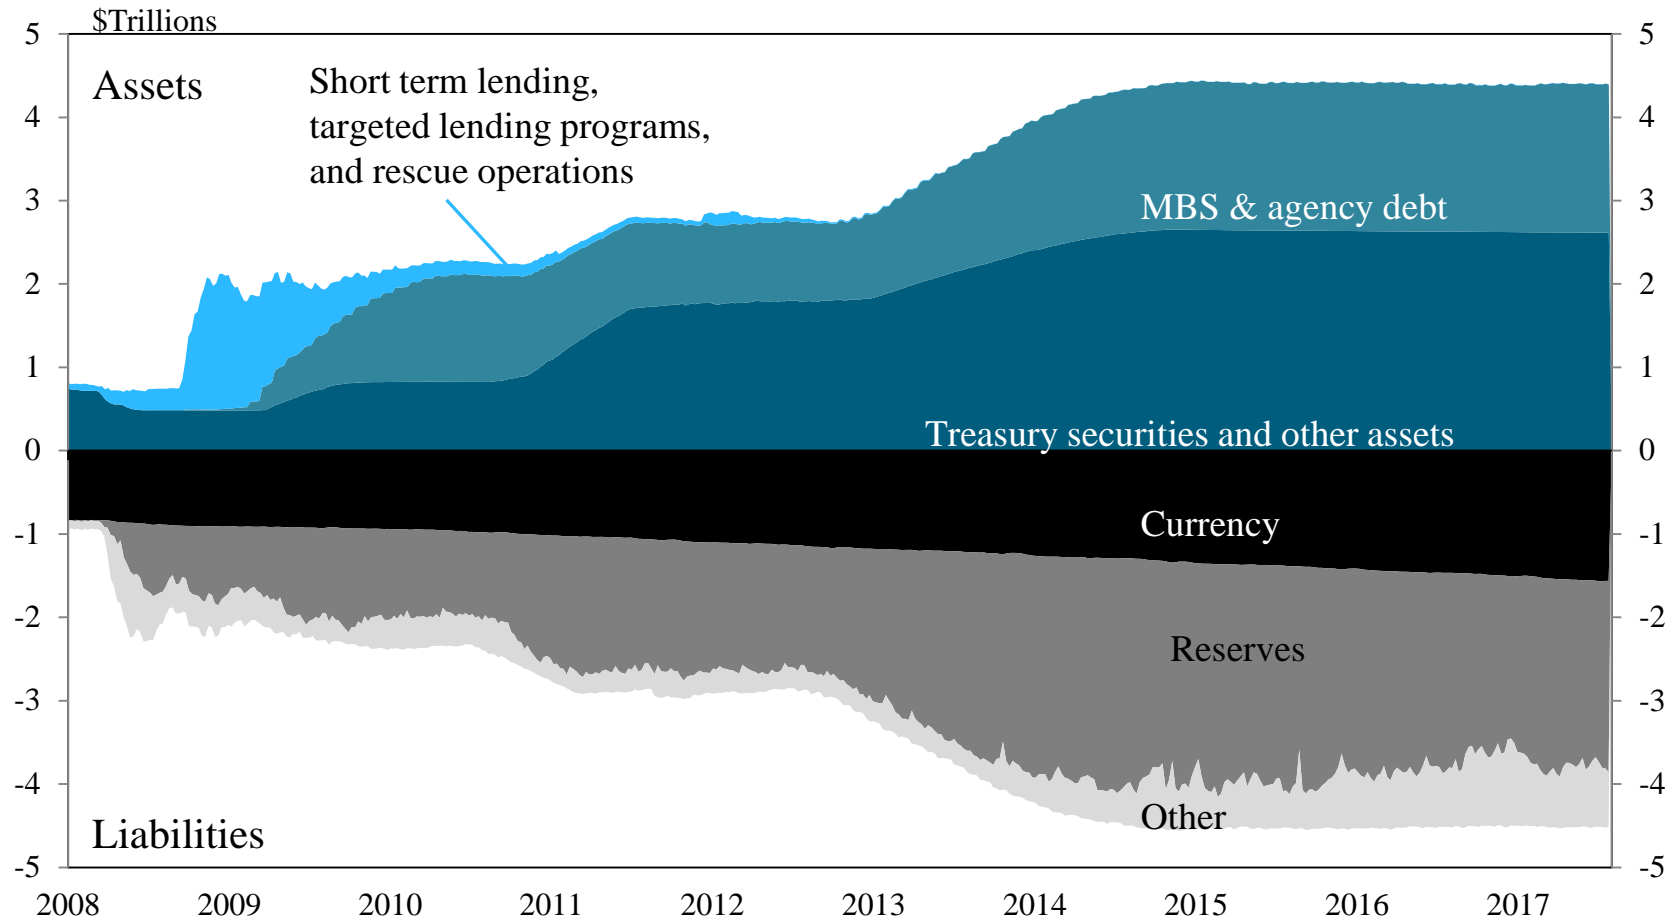 $Trillions
5
5
Assets
Short term lending,
targeted lending programs,
and rescue operations
4
4
3
3
MBS & agency debt
2
2
1
1
Treasury securities and other assets
0
0
Currency
-1
-1
-2
-2
Reserves
-3
-3
-4
-4
Other
Liabilities
-5
-5
2008 2009 2010 2011 2012 2013 2014 2015 2016 2017